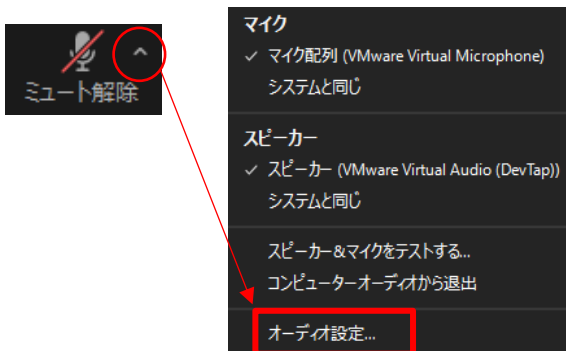 ミュート解除
マイク
✓ マイク配列 (VMware Virtual Microphone)
システムと同じ
スピーカー
✓ スピーカー (VMware Virtual Audio (DevTap))
システムと同じ
スピーカー&マイクをテストする...
コンピューターオーディオから退出
オーディオ設定...